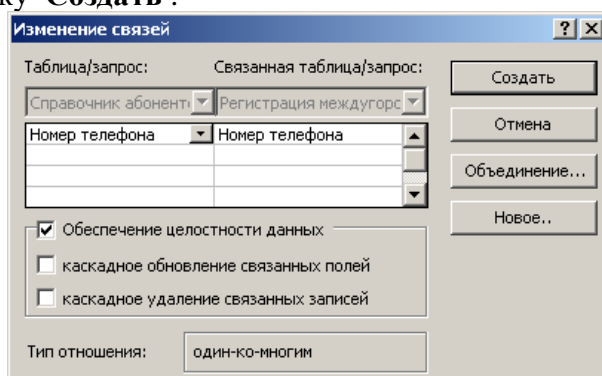 ку "Создать".
Изменение связей
Таблица/запрос: Связанная таблица/запрос:
Справочник абоненто Регистрация междугорс
Номер телефона Номер телефона
Обеспечение целостности данных
каскадное обновление связанных полей
каскадное удаление связанных записей
Тип отношения: один-ко-многим
Создать
Отмена
Объединение...
Новое..